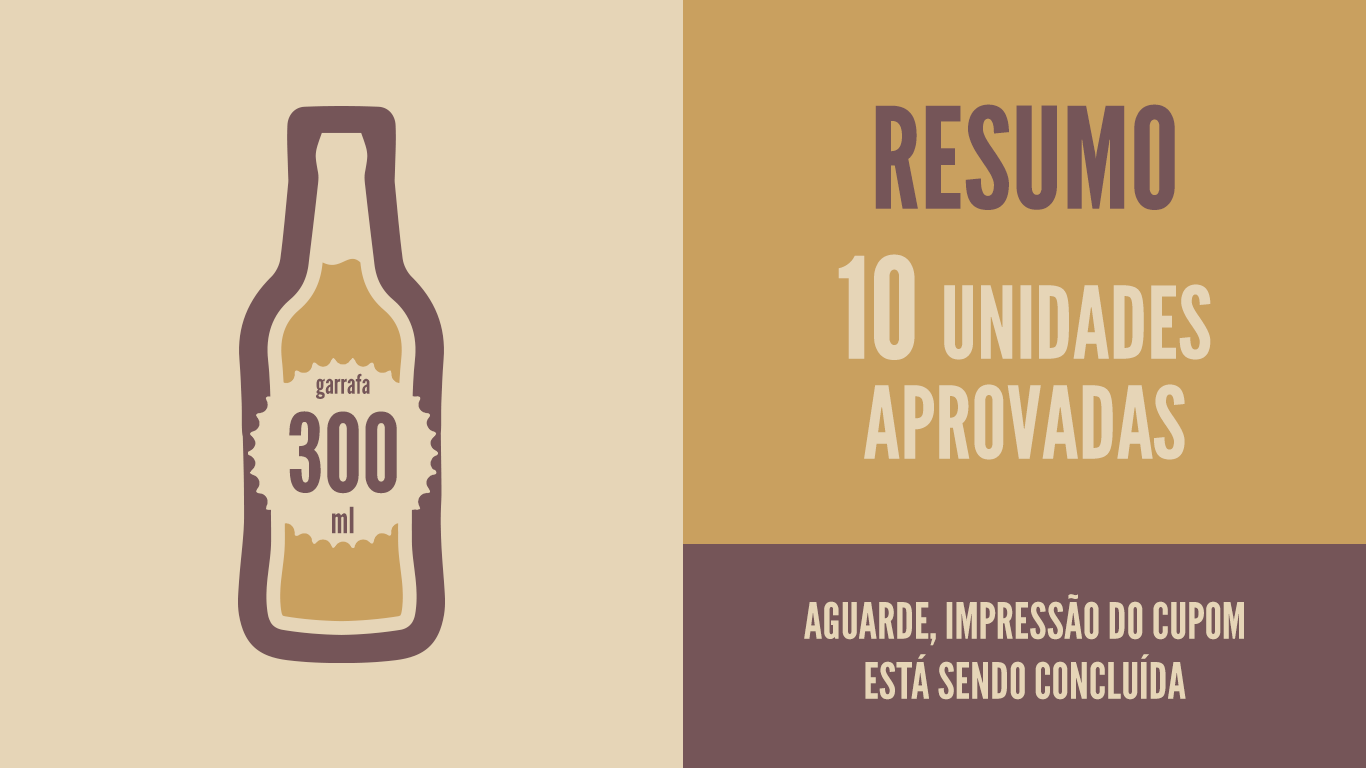 garrafa
300
ml
RESUMO
10 UNIDADES
APROVADAS
AGUARDE, IMPRESSÃO DO CUPOM
ESTÁ SENDO CONCLUÍDA